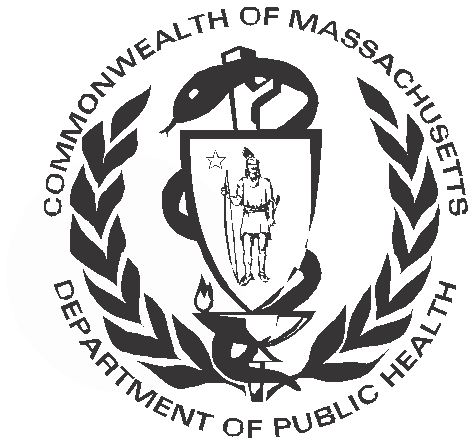 COMMONWEALTH OF MASSACHUSETTS
DEPARTMENT OF PUBLIC HEALTH